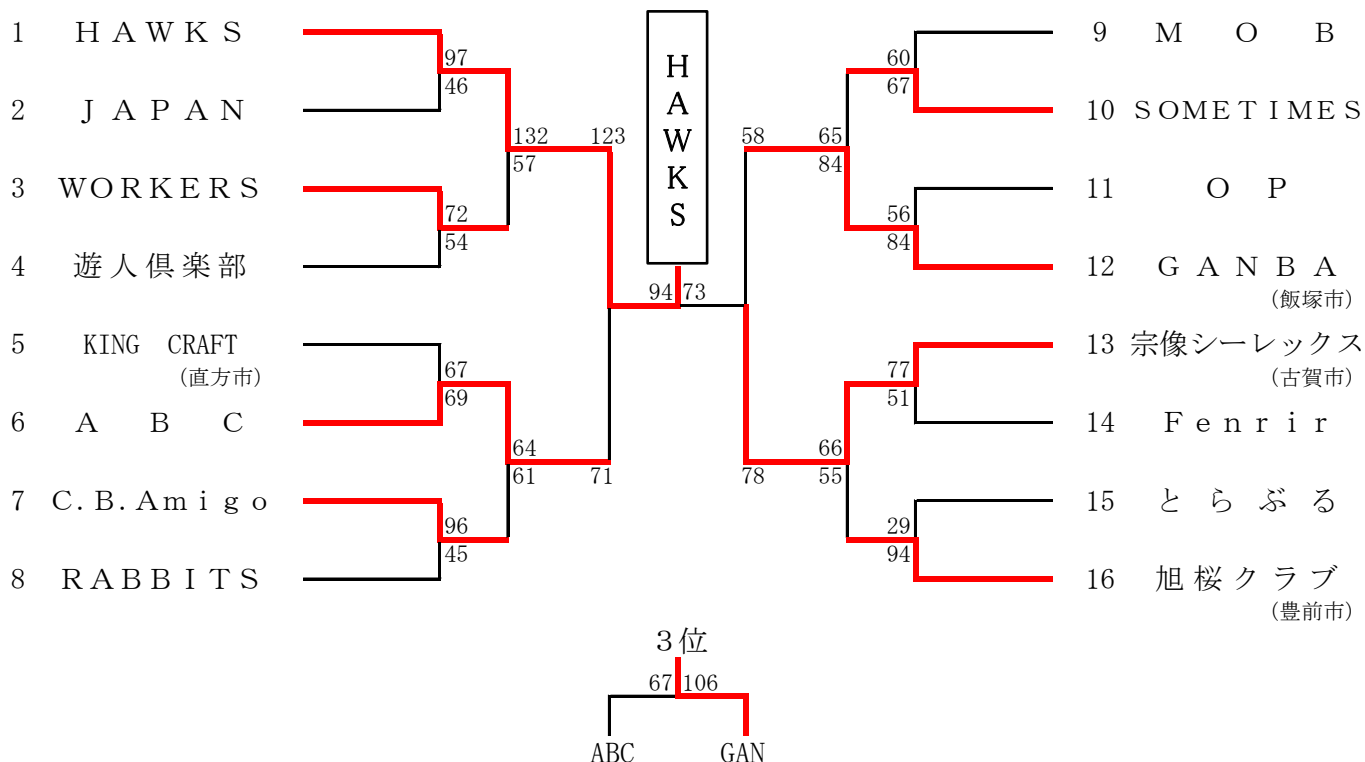 1 HAWKS
97
46
2 JAPAN
132
57
123
3 WORKERS
72
54
4 遊人倶楽部
5 KING CRAFT
(直方市)
67
69
6 A B C
64
61
71
7 C.B.Amigo
96
45
8 RABBITS
HAWKS
94 73
9 M O B
60
67
10 SOMETIMES
58
65
84
11 O P
56
84
12 GANBA
(飯塚市)
13 宗像シーレックス
(古賀市)
77
51
14 Fenrir
78
66
55
15 とらぶる
29
94
16 旭桜クラブ
(豊前市)
3位
67 106
ABC GAN